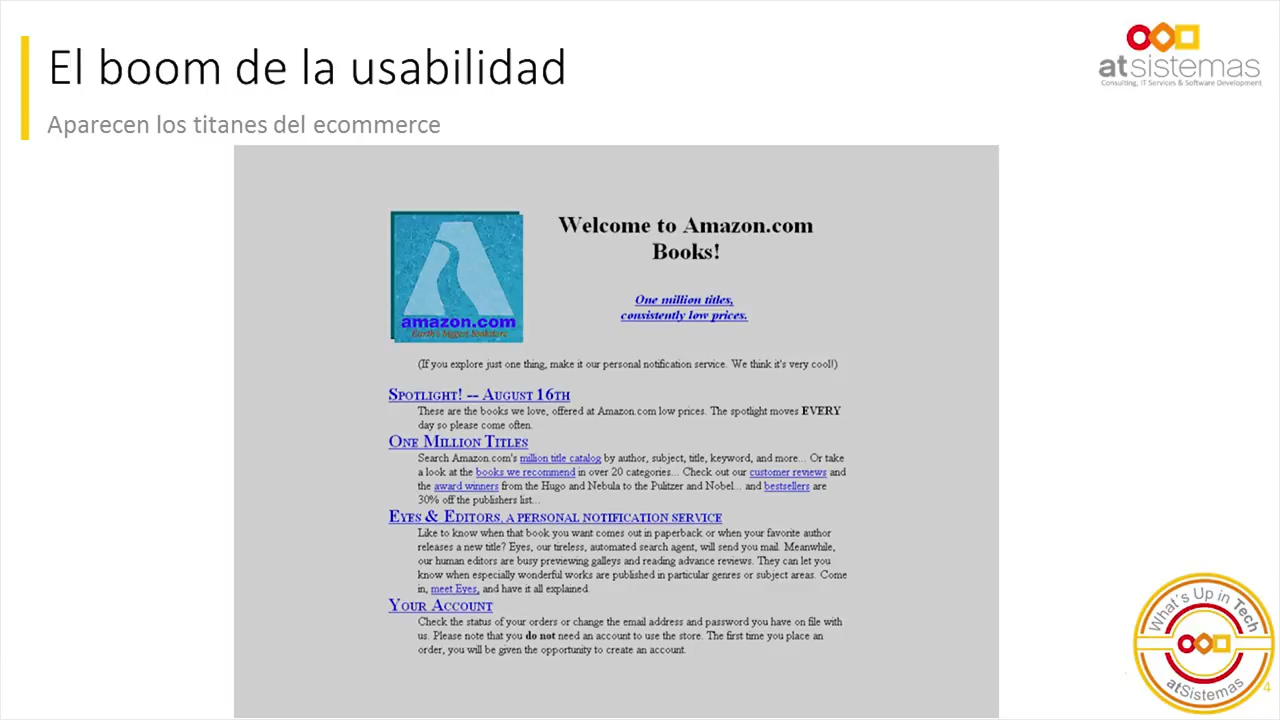 El boom de la usabilidad
Aparecen los titanes del ecommerce
atsistemas
Consulting, IT Services & Software Development
amazon.com
Earth's Biggest Bookstore
Welcome to Amazon.com
Books!
One million titles,
consistently low prices.
(If you explore just one thing, make it our personal notification service. We think it's very cool!)
SPOTLIGHT! -- AUGUST 16TH
These are the books we love, offered at Amazon.com low prices. The spotlight moves EVERY
day so please come often.
ONE MILLION TITLES
Search Amazon.com's million title catalog by author, subject, title, keyword, and more... Or take
a look at the books we recommend in over 20 categories... Check out our customer reviews and
the award winners from the Hugo and Nebula to the Pulitzer and Nobel... and bestsellers are
30% off the publishers list...
EYES & EDITORS, A PERSONAL NOTIFICATION SERVICE
Like to know when that book you want comes out in paperback or when your favorite author
releases a new title? Eyes, our tireless, automated search agent, will send you mail. Meanwhile,
our human editors are busy previewing galleys and reading advance reviews. They can let you
know when especially wonderful works are published in particular genres or subject areas. Come
in, meet Eyes, and have it all explained.
YOUR ACCOUNT
Check the status of your orders or change the email address and password you have on file with
us. Please note that you do not need an account to use the store. The first time you place an
order, you will be given the opportunity to create an account.
What's Up in Tech
atSistemas
4